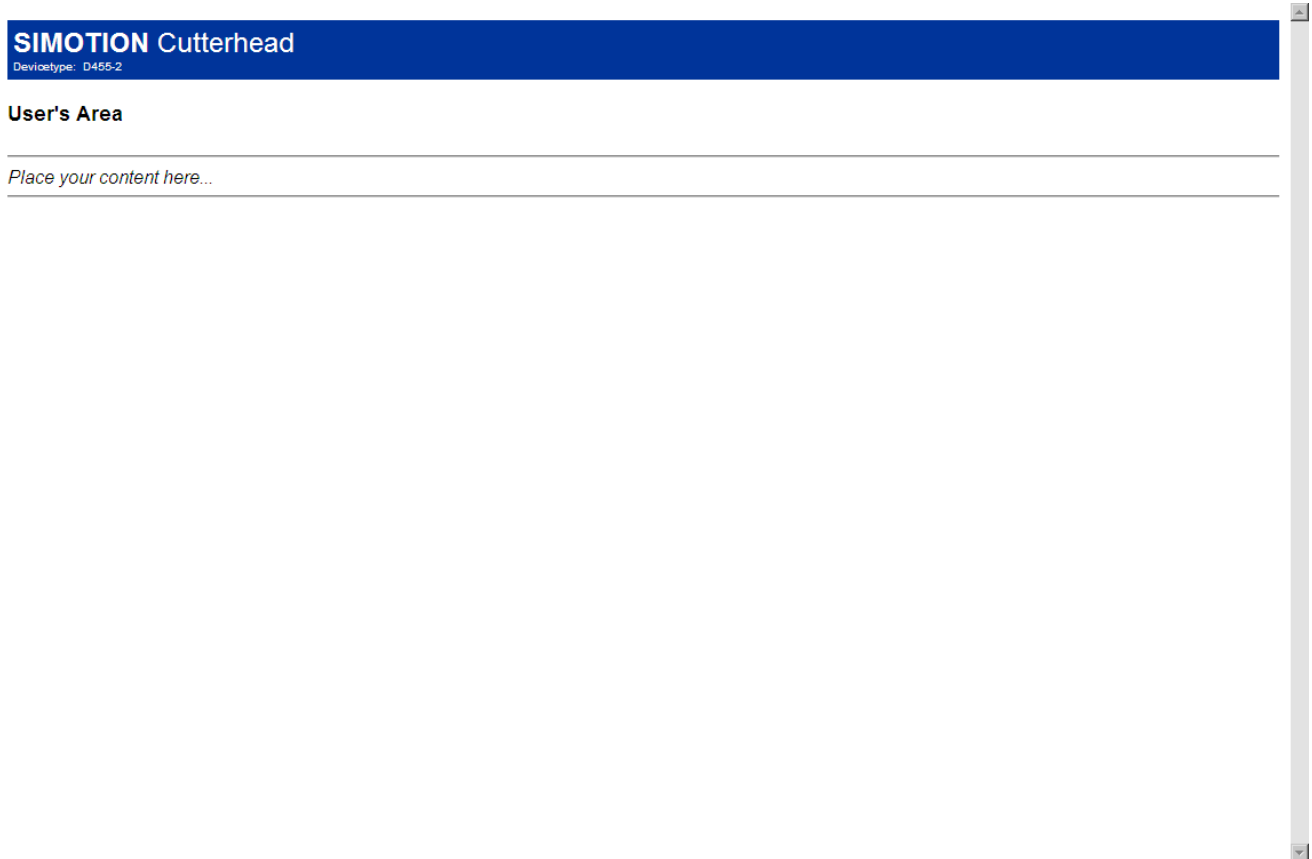 SIMOTION Cutterhead
Devicetype: D455-2
User's Area
Place your content here...